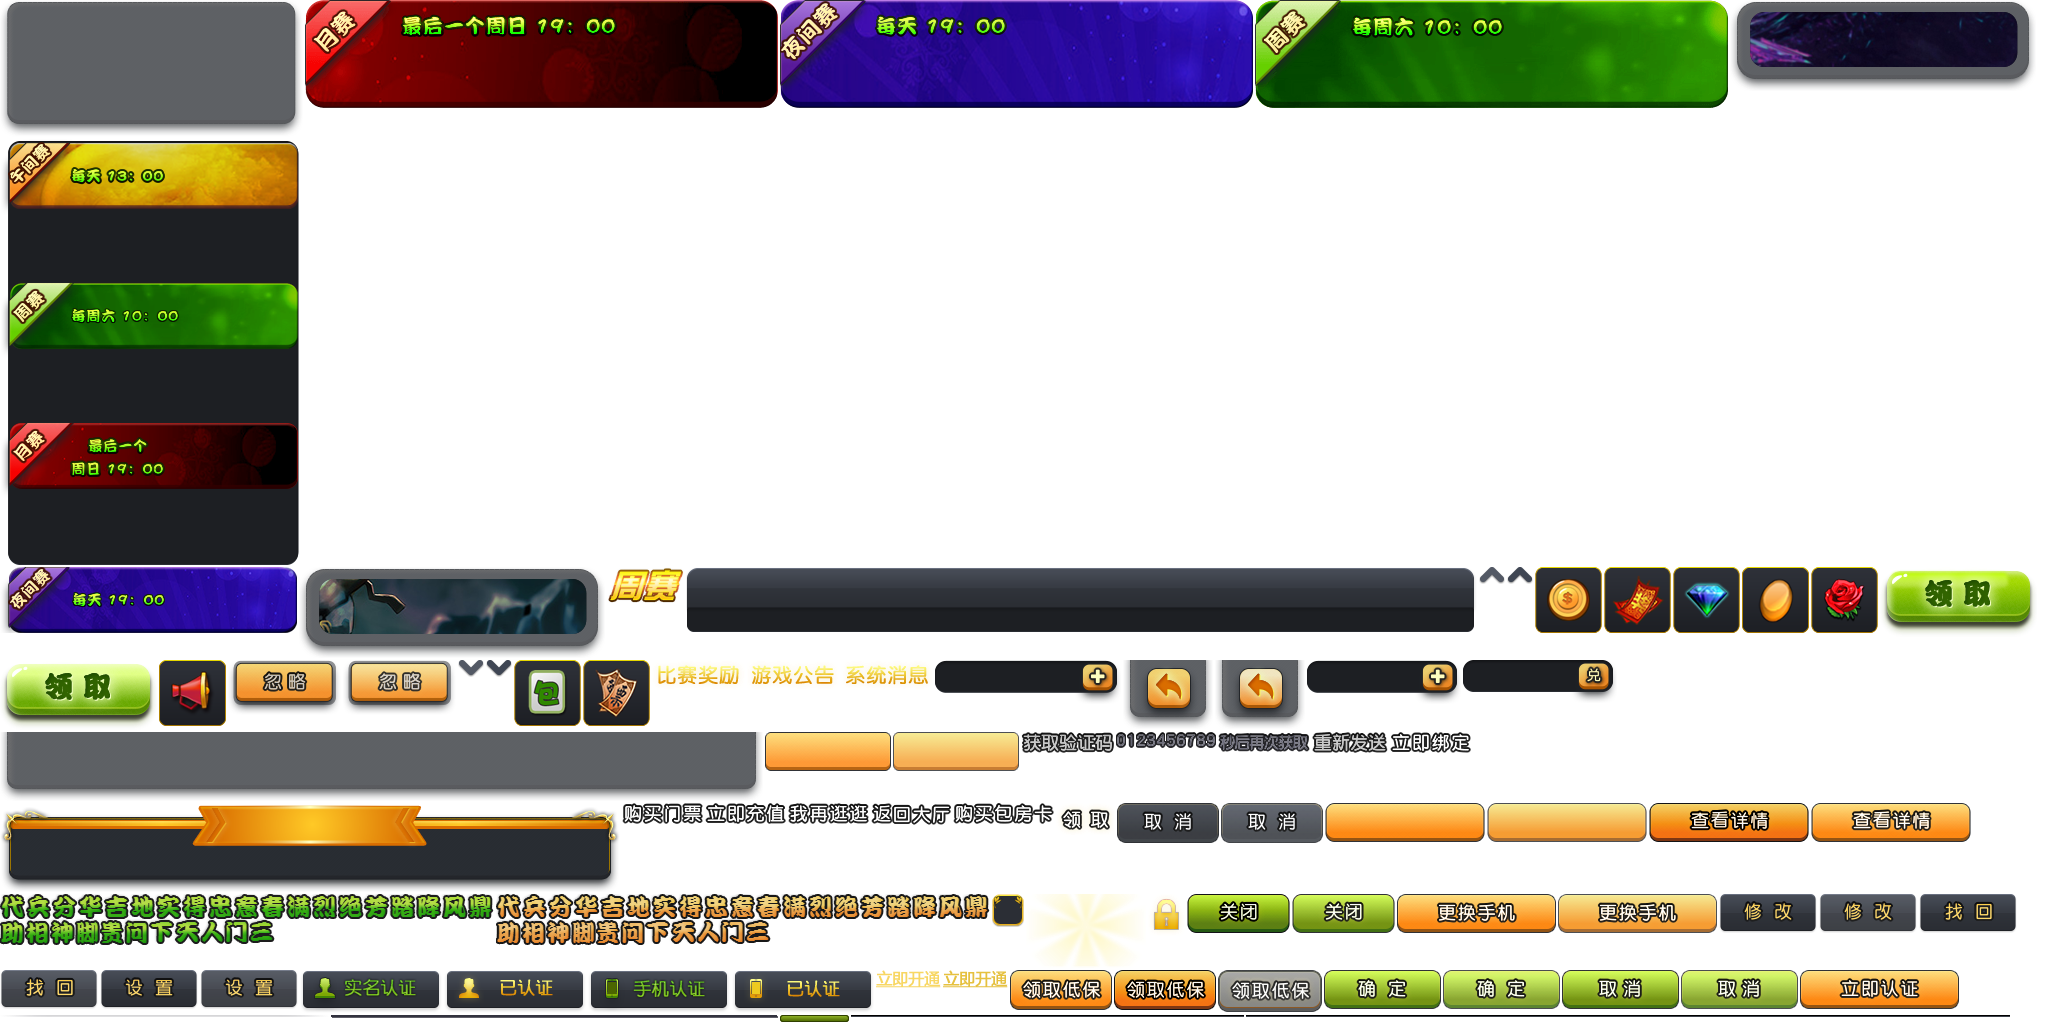 月赛
最后一个周日 19：00
夜间赛
每天 19：00
周赛
每周六 10：00
午间赛
每天 13：00
周赛
每周六 10：00
月赛
最后一个
周日 19：00
夜间赛
每天 19：00
周赛
领取
领取
忽略
忽略
包
比赛奖励 游戏公告 系统消息
兑
获取验证码 0123456789 秒后再次获取 重新发送 立即绑定
购买门票 立即充值 我再逛逛 返回大厅 购买包房卡 领 取
取 消
取 消
查看详情
查看详情
代兵分华吉地实得忠意春满烈绝芳踏降风鼎
助相神脚贵问下天人门三
代兵分华吉地实得忠意春满烈绝芳踏降风鼎
助相神脚贵问下天人门三
关闭
关闭
更换手机
更换手机
修 改
修 改
找 回
找 回
设 置
设 置
实名认证
已认证
手机认证
已认证
立即开通 立即开通
领取低保
领取低保
领取低保
确 定
确 定
取 消
取 消
立即认证